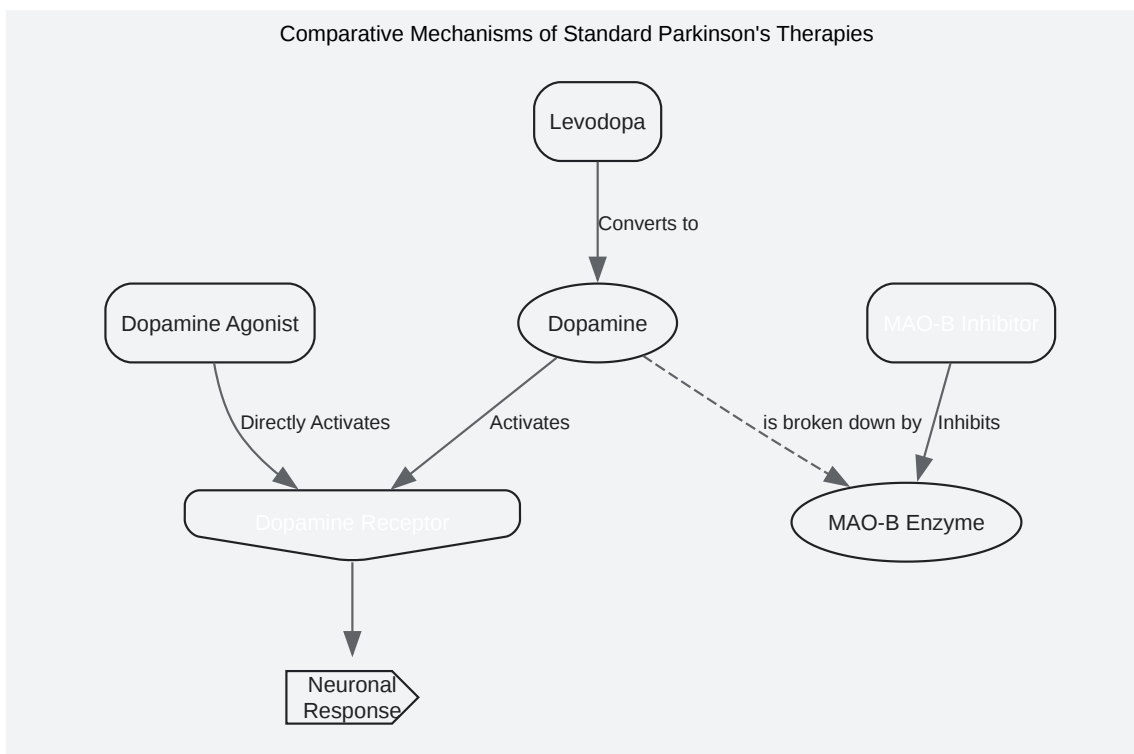 Comparative Mechanisms of Standard Parkinson's Therapies
Levodopa
Converts to
Dopamine Agonist
Dopamine
MAO-B Inhibitor
Directly Activates
Activates
is broken down by
Inhibits
Dopamine Receptor
MAO-B Enzyme
Neuronal
Response